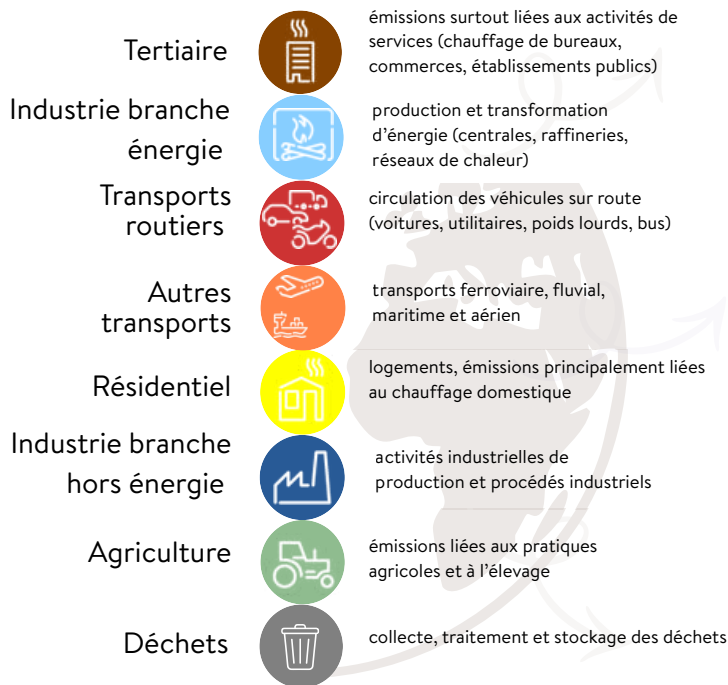 Tertiaire
émissions surtout liées aux activités de
services (chauffage de bureaux,
commerces, établissements publics)
Industrie branche
énergie
production et transformation
d'énergie (centrales, raffineries,
réseaux de chaleur)
Transports
routiers
circulation des véhicules sur route
(voitures, utilitaires, poids lourds, bus)
Autres
transports
transports ferroviaire, fluvial,
maritime et aérien
Résidentiel
logements, émissions principalement liées
au chauffage domestique
Industrie branche
hors énergie
activités industrielles de
production et procédés industriels
Agriculture
émissions liées aux pratiques
agricoles et à l'élevage
Déchets
collecte, traitement et stockage des déchets